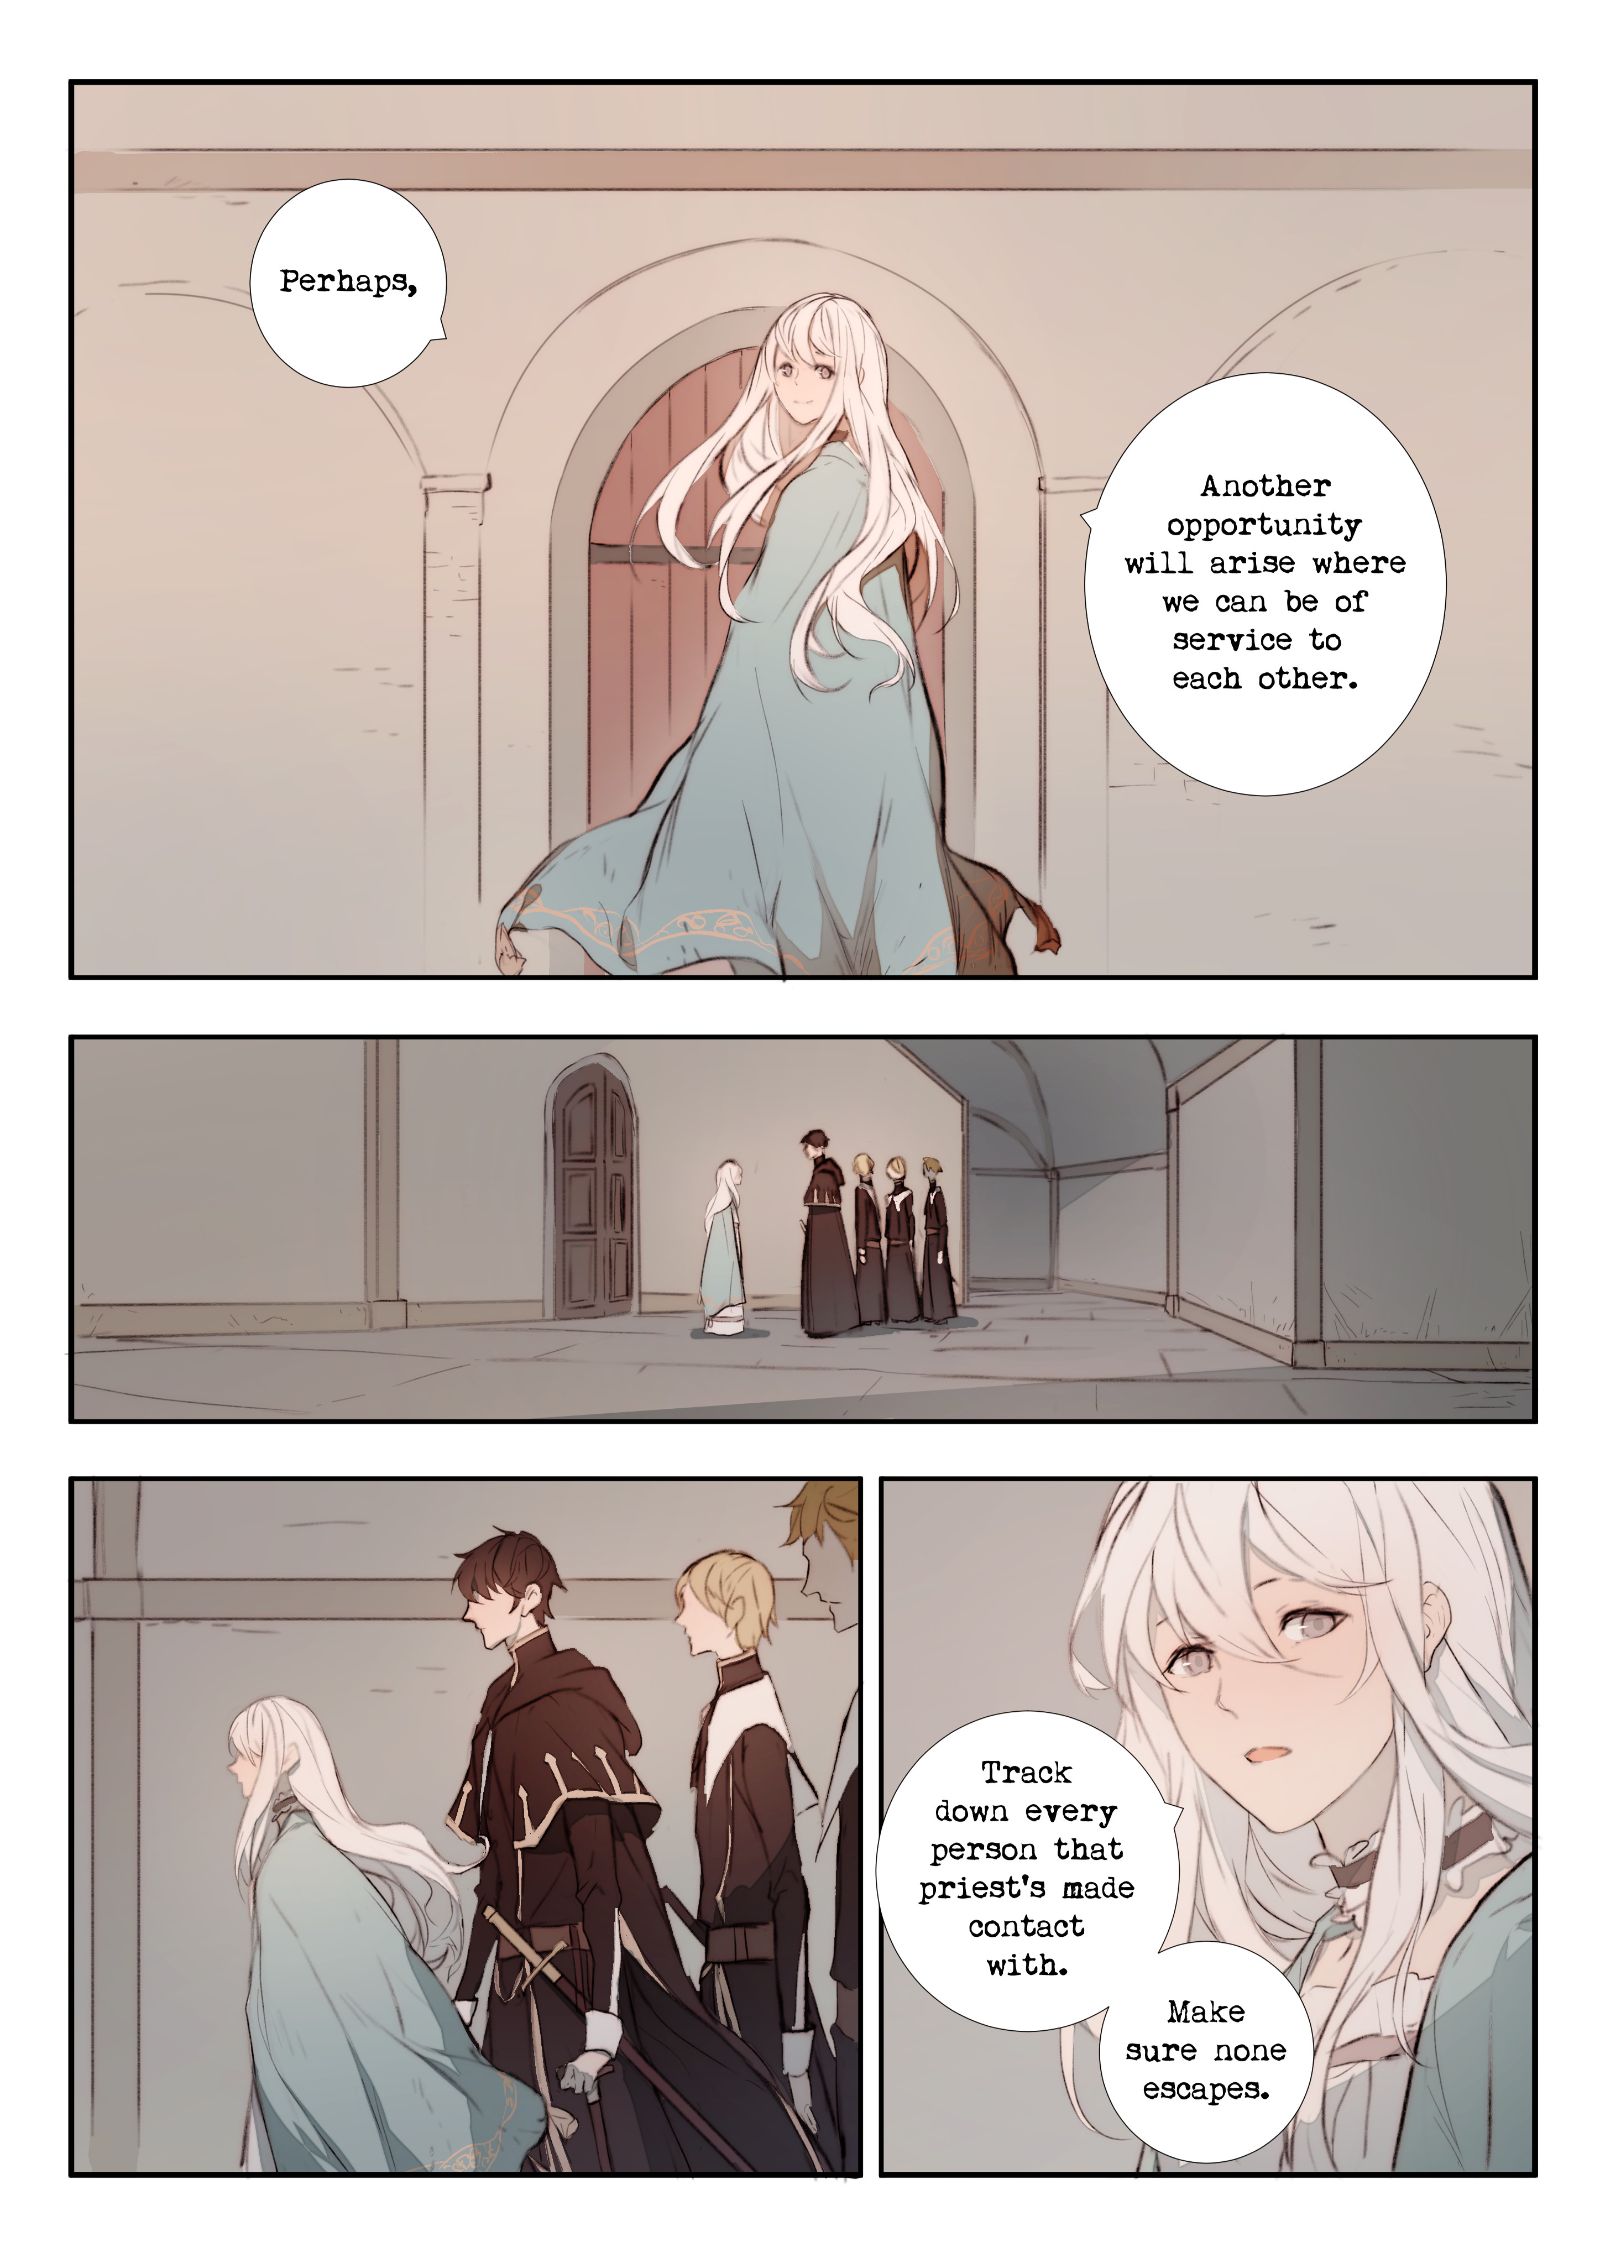 Perhaps,
Another
opportunity
will arise where
we can be of
service to
each other.
Track
down every
person that
priest's made
contact
with.
Make
sure none
escapes.